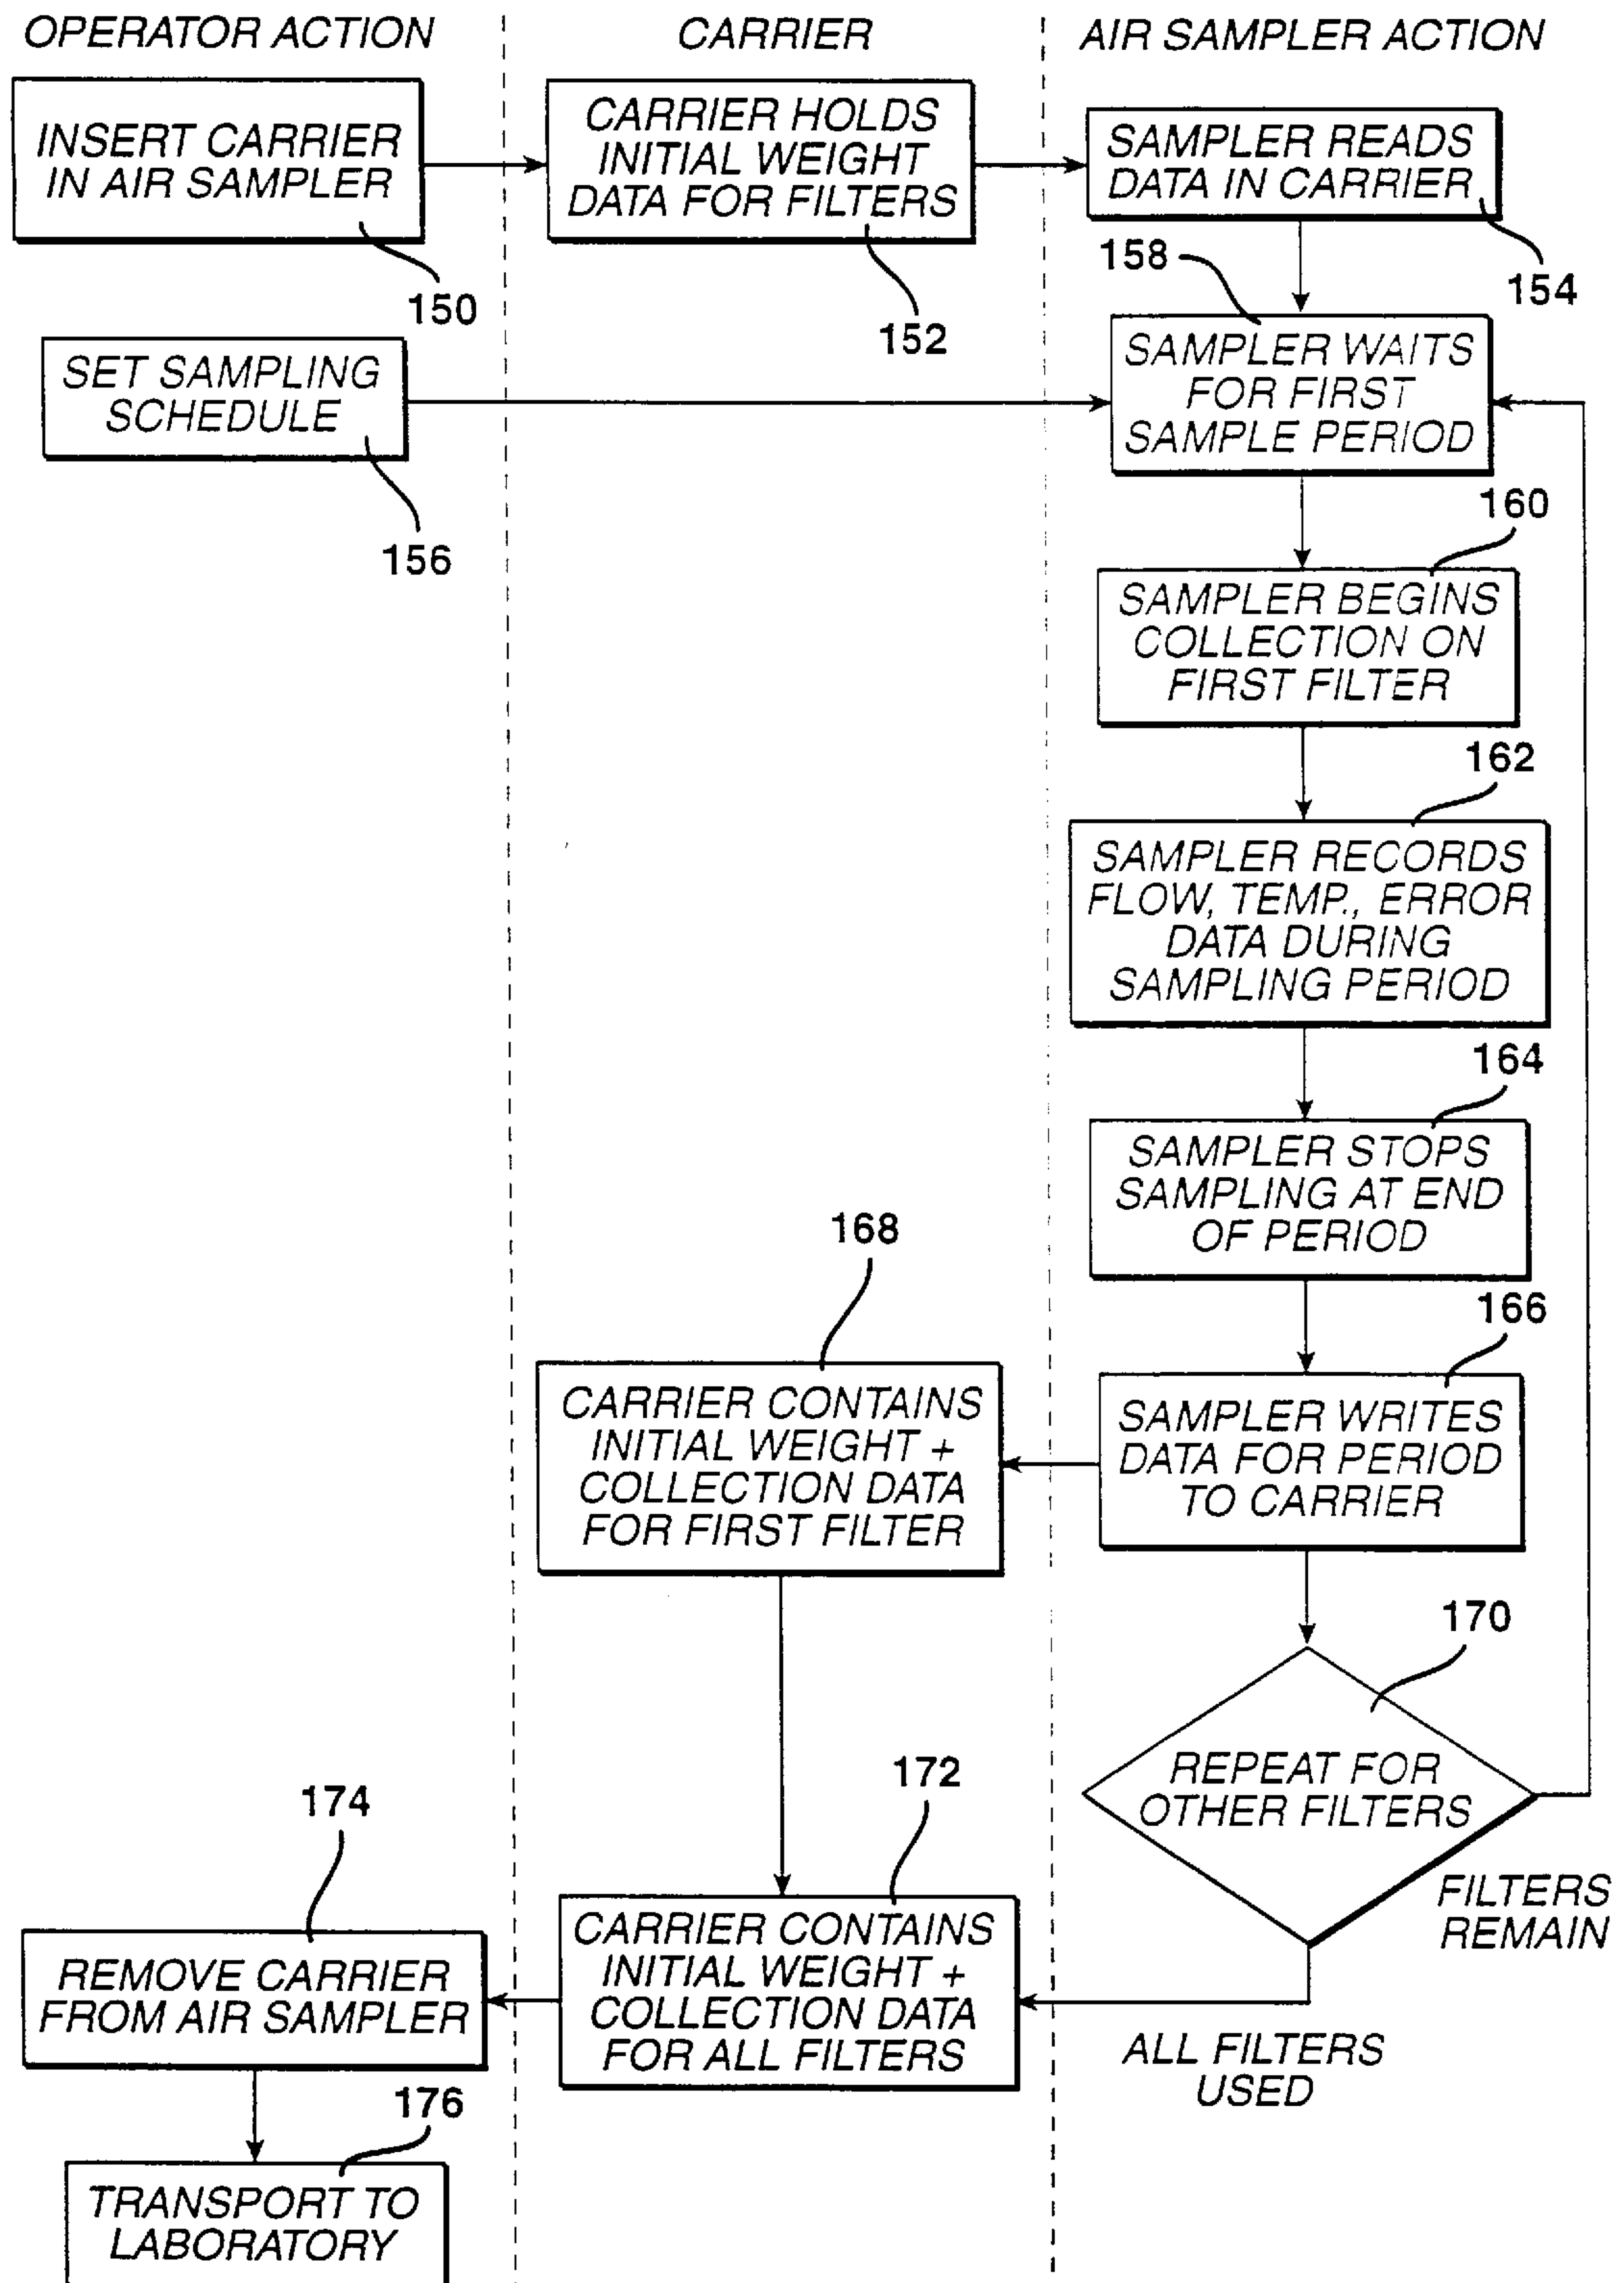 OPERATOR ACTION
CARRIER
AIR SAMPLER ACTION
INSERT CARRIER
IN AIR SAMPLER
150
CARRIER HOLDS
INITIAL WEIGHT
DATA FOR FILTERS
152
SAMPLER READS
DATA IN CARRIER
154
SET SAMPLING
SCHEDULE
156
158
SAMPLER WAITS
FOR FIRST
SAMPLE PERIOD
160
SAMPLER BEGINS
COLLECTION ON
FIRST FILTER
162
SAMPLER RECORDS
FLOW, TEMP., ERROR
DATA DURING
SAMPLING PERIOD
164
SAMPLER STOPS
SAMPLING AT END
OF PERIOD
166
SAMPLER WRITES
DATA FOR PERIOD
TO CARRIER
168
CARRIER CONTAINS
INITIAL WEIGHT +
COLLECTION DATA
FOR FIRST FILTER
170
REPEAT FOR
OTHER FILTERS
FILTERS
REMAIN
ALL FILTERS
USED
172
CARRIER CONTAINS
INITIAL WEIGHT +
COLLECTION DATA
FOR ALL FILTERS
174
REMOVE CARRIER
FROM AIR SAMPLER
176
TRANSPORT TO
LABORATORY